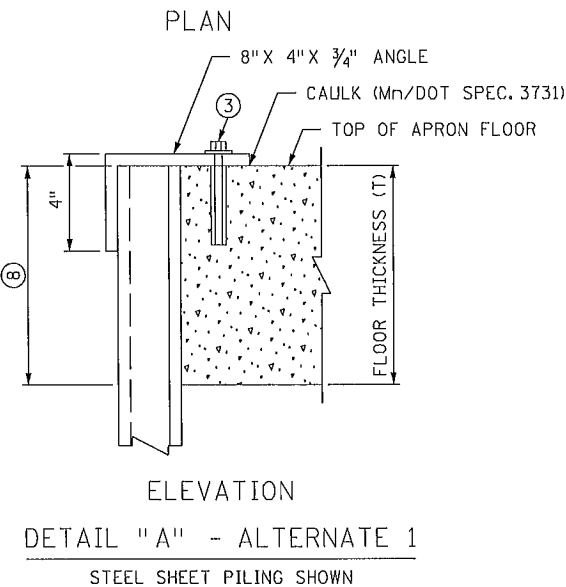 PLAN
8"X 4"X ¾" ANGLE
CAULK (Mn/DOT SPEC. 3731)
③
TOP OF APRON FLOOR
4"
⑧
FLOOR THICKNESS (T)
ELEVATION
DETAIL "A" - ALTERNATE 1
STEEL SHEET PILING SHOWN